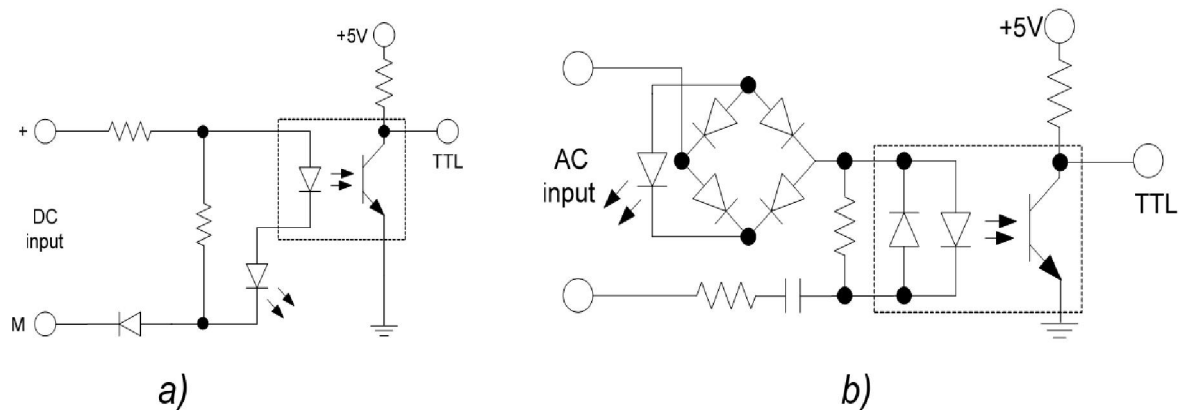 +5V
+
TTL
DC
input
M
a)
+5V
AC
input
TTL
b)